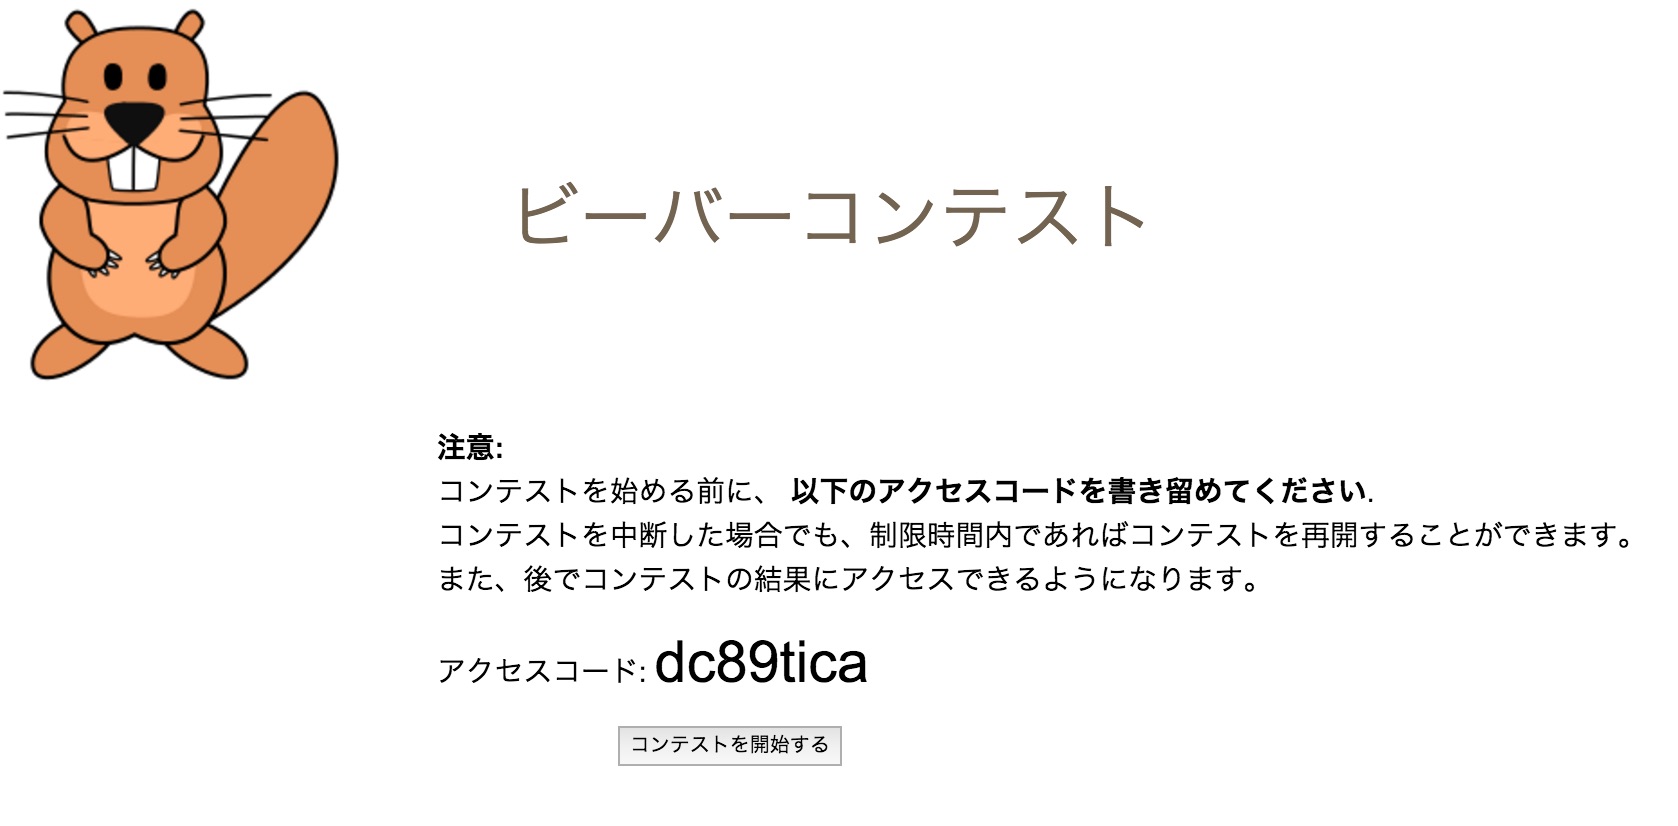 ビーバーコンテスト
注意:
コンテストを始める前に、 以下のアクセスコードを書き留めてください.
コンテストを中断した場合でも、制限時間内であればコンテストを再開することができます。
また、後でコンテストの結果にアクセスできるようになります。
アクセスコード: dc89tica
コンテストを開始する